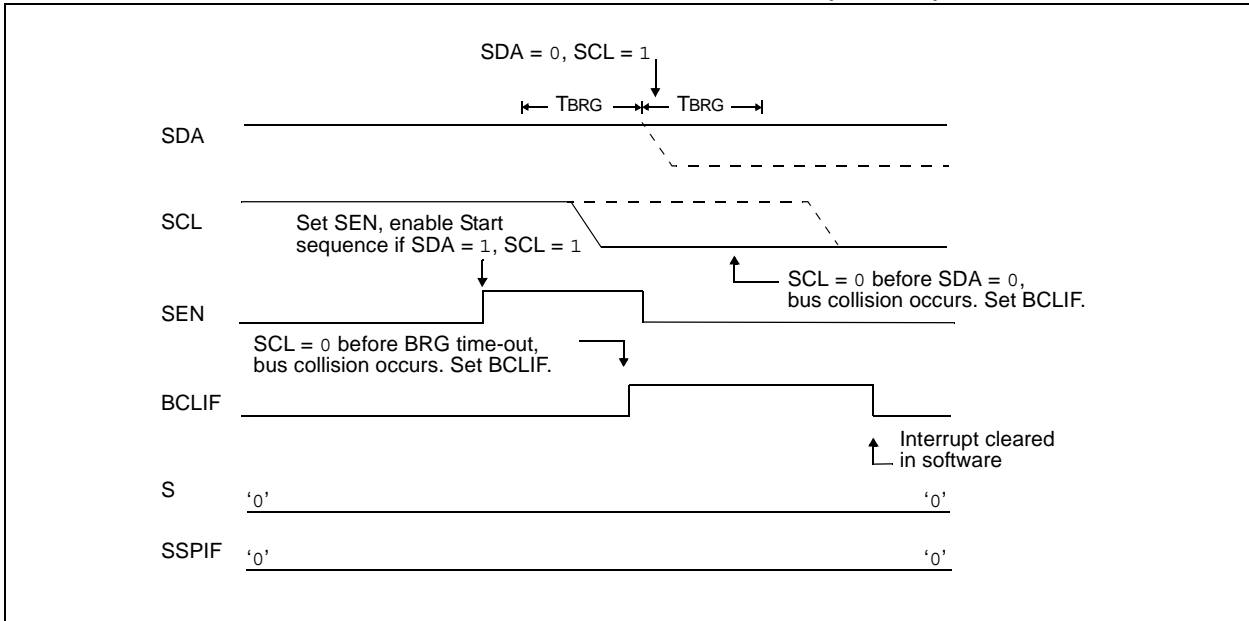 SDA = 0, SCL = 1
TBRG TBRG
SDA
SCL
Set SEN, enable Start
sequence if SDA = 1, SCL = 1
SCL = 0 before SDA = 0,
bus collision occurs. Set BCLIF.
SEN
SCL = 0 before BRG time-out,
bus collision occurs. Set BCLIF.
BCLIF
Interrupt cleared
in software
S
‘0’ ‘0’
SSPIF ‘0’ ‘0’